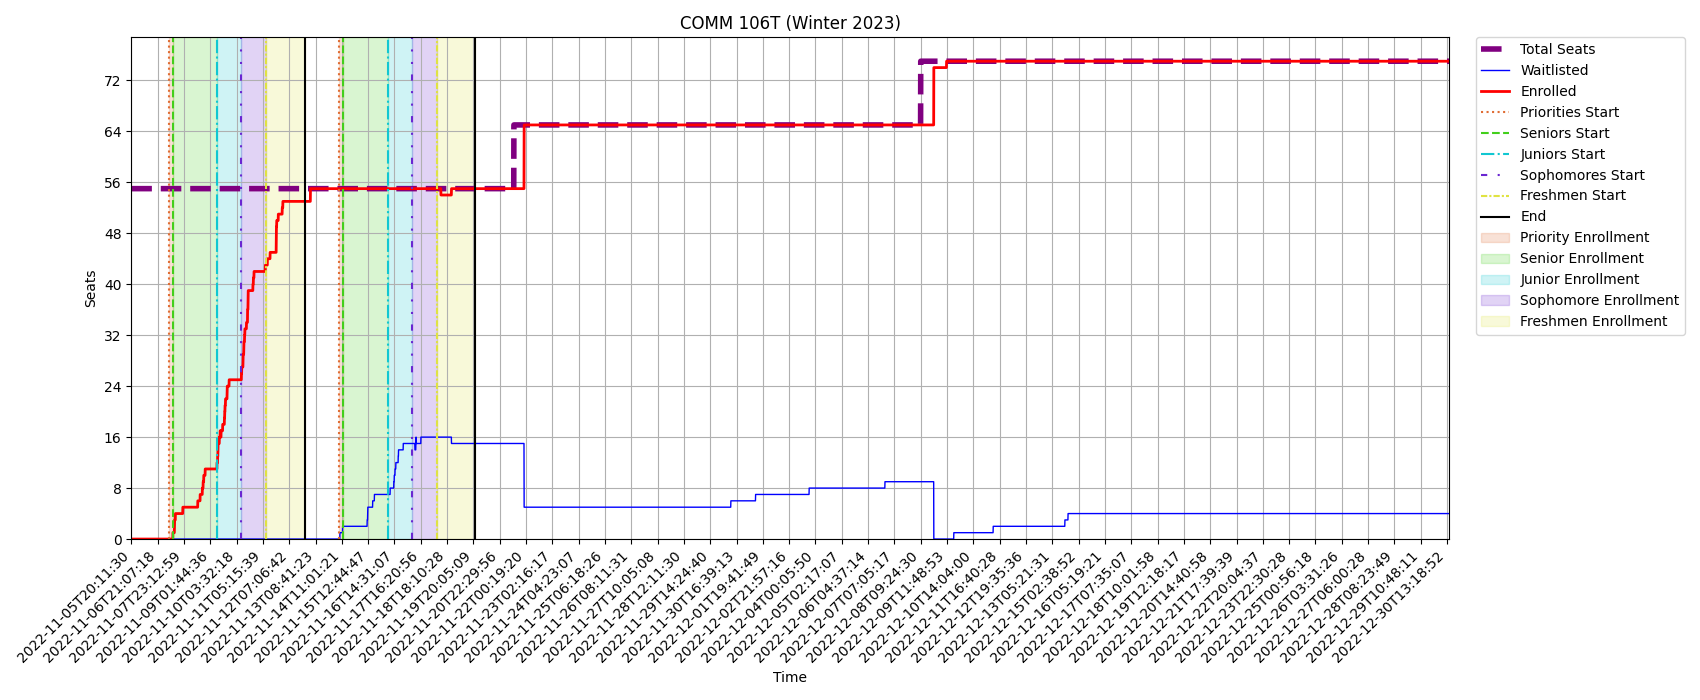 COMM 106T (Winter 2023)
Seats
72
64
56
48
40
32
24
16
8
0
2022-11-05T20:11:30
2022-11-06T21:07:18
2022-11-07T23:12:59
2022-11-09T01:44:36
2022-11-10T03:32:18
2022-11-11T05:15:39
2022-11-12T07:06:42
2022-11-13T08:41:23
2022-11-14T11:01:21
2022-11-15T12:44:47
2022-11-16T14:31:07
2022-11-17T16:20:56
2022-11-18T18:10:28
2022-11-19T20:05:09
2022-11-20T22:29:56
2022-11-22T00:19:20
2022-11-23T02:16:17
2022-11-24T04:23:07
2022-11-25T06:18:26
2022-11-26T08:11:31
2022-11-27T10:05:08
2022-11-28T12:11:30
2022-11-29T14:24:40
2022-11-30T16:39:13
2022-12-01T19:41:49
2022-12-02T21:57:16
2022-12-04T00:05:50
2022-12-05T02:17:07
2022-12-06T04:37:14
2022-12-07T07:05:17
2022-12-08T09:24:30
2022-12-09T11:48:53
2022-12-10T14:04:00
2022-12-11T16:40:28
2022-12-12T19:35:36
2022-12-13T05:21:31
2022-12-15T02:38:52
2022-12-16T05:19:21
2022-12-17T07:35:07
2022-12-18T10:01:58
2022-12-19T12:18:17
2022-12-20T14:40:58
2022-12-21T17:39:39
2022-12-22T20:04:37
2022-12-23T22:30:28
2022-12-25T00:56:18
2022-12-26T03:31:26
2022-12-27T06:00:28
2022-12-28T08:23:49
2022-12-29T10:48:11
2022-12-30T13:18:52
Time
Total Seats
Waitlisted
Enrolled
Priorities Start
Seniors Start
Juniors Start
Sophomores Start
Freshmen Start
End
Priority Enrollment
Senior Enrollment
Junior Enrollment
Sophomore Enrollment
Freshmen Enrollment